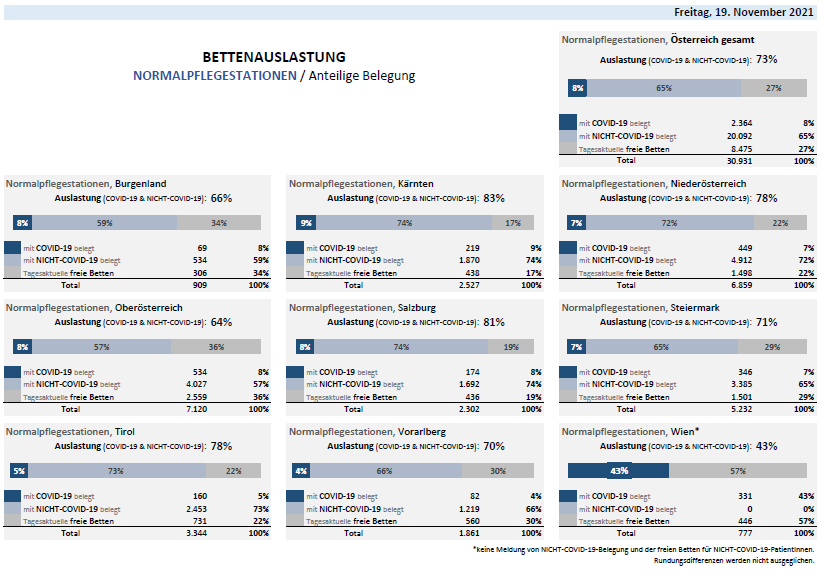 Freitag, 19. November 2021
BETTENAUSLASTUNG
NORMALPFLEGESTATIONEN / Anteilige Belegung
Normalpflegestationen, Österreich gesamt
Auslastung (COVID-19 & NICHT-COVID-19): 73%
8% 65% 27%
mit COVID-19 belegt 2.364 8%
mit NICHT-COVID-19 belegt 20.092 65%
Tagesaktuelle freie Betten 8.475 27%
Total 30.931 100%
Normalpflegestationen, Burgenland
Auslastung (COVID-19 & NICHT-COVID-19): 66%
8% 59% 34%
mit COVID-19 belegt 69 8%
mit NICHT-COVID-19 belegt 534 59%
Tagesaktuelle freie Betten 306 34%
Total 909 100%
Normalpflegestationen, Kärnten
Auslastung (COVID-19 & NICHT-COVID-19): 83%
9% 74% 17%
mit COVID-19 belegt 219 9%
mit NICHT-COVID-19 belegt 1.870 74%
Tagesaktuelle freie Betten 438 17%
Total 2.527 100%
Normalpflegestationen, Niederösterreich
Auslastung (COVID-19 & NICHT-COVID-19): 78%
7% 72% 22%
mit COVID-19 belegt 449 7%
mit NICHT-COVID-19 belegt 4.912 72%
Tagesaktuelle freie Betten 1.498 22%
Total 6.859 100%
Normalpflegestationen, Oberösterreich
Auslastung (COVID-19 & NICHT-COVID-19): 64%
8% 57% 36%
mit COVID-19 belegt 534 8%
mit NICHT-COVID-19 belegt 4.027 57%
Tagesaktuelle freie Betten 2.559 36%
Total 7.120 100%
Normalpflegestationen, Salzburg
Auslastung (COVID-19 & NICHT-COVID-19): 81%
8% 74% 19%
mit COVID-19 belegt 174 8%
mit NICHT-COVID-19 belegt 1.692 74%
Tagesaktuelle freie Betten 436 19%
Total 2.302 100%
Normalpflegestationen, Steiermark
Auslastung (COVID-19 & NICHT-COVID-19): 71%
7% 65% 29%
mit COVID-19 belegt 346 7%
mit NICHT-COVID-19 belegt 3.385 65%
Tagesaktuelle freie Betten 1.501 29%
Total 5.232 100%
Normalpflegestationen, Tirol
Auslastung (COVID-19 & NICHT-COVID-19): 78%
5% 73% 22%
mit COVID-19 belegt 160 5%
mit NICHT-COVID-19 belegt 2.453 73%
Tagesaktuelle freie Betten 731 22%
Total 3.344 100%
Normalpflegestationen, Vorarlberg
Auslastung (COVID-19 & NICHT-COVID-19): 70%
4% 66% 30%
mit COVID-19 belegt 82 4%
mit NICHT-COVID-19 belegt 1.219 66%
Tagesaktuelle freie Betten 560 30%
Total 1.861 100%
Normalpflegestationen, Wien*
Auslastung (COVID-19 & NICHT-COVID-19): 43%
43% 57%
mit COVID-19 belegt 331 43%
mit NICHT-COVID-19 belegt 0 0%
Tagesaktuelle freie Betten 446 57%
Total 777 100%
*keine Meldung von NICHT-COVID-19-Belegung und der freien Betten für NICHT-COVID-19-PatientInnen.
Rundungsdifferenzen werden nicht ausgeglichen.